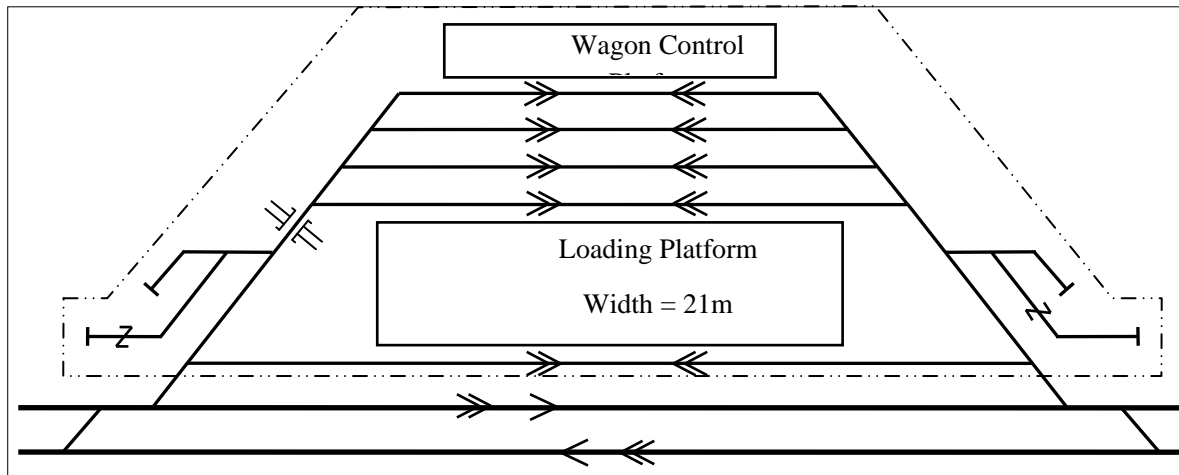 Wagon Control
Loading Platform
Width = 21m